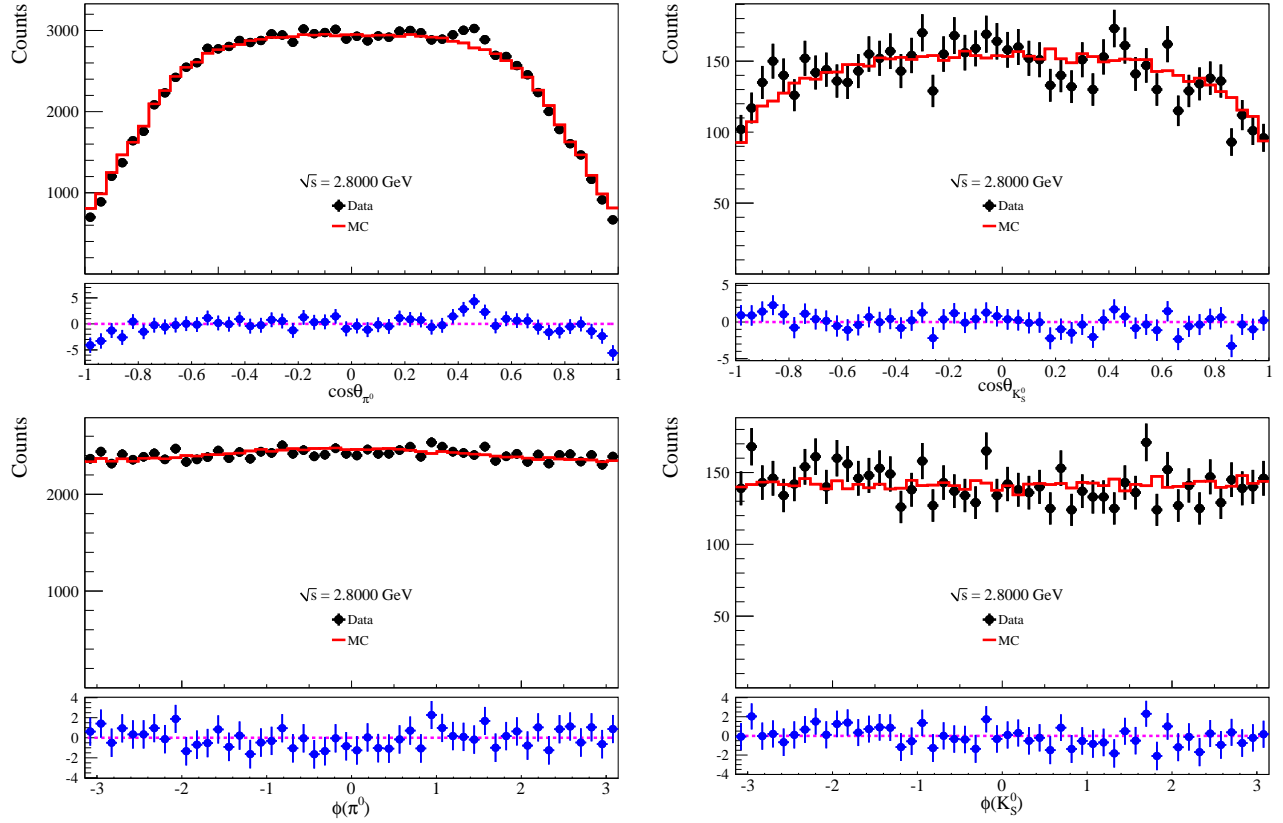 Counts
3000
2000
1000
√s = 2.8000 GeV
Data
MC
5
0
-5
-1 -0.8 -0.6 -0.4 -0.2 0 0.2 0.4 0.6 0.8 1
cosθ_π⁰
Counts
150
100
50
√s = 2.8000 GeV
Data
MC
5
0
-5
-1 -0.8 -0.6 -0.4 -0.2 0 0.2 0.4 0.6 0.8 1
cosθ_K_S⁰
Counts
2000
1000
√s = 2.8000 GeV
Data
MC
4
2
0
-2
-4
-3 -2 -1 0 1 2 3
ϕ(π⁰)
Counts
150
100
50
√s = 2.8000 GeV
Data
MC
4
2
0
-2
-4
-3 -2 -1 0 1 2 3
ϕ(K_S⁰)